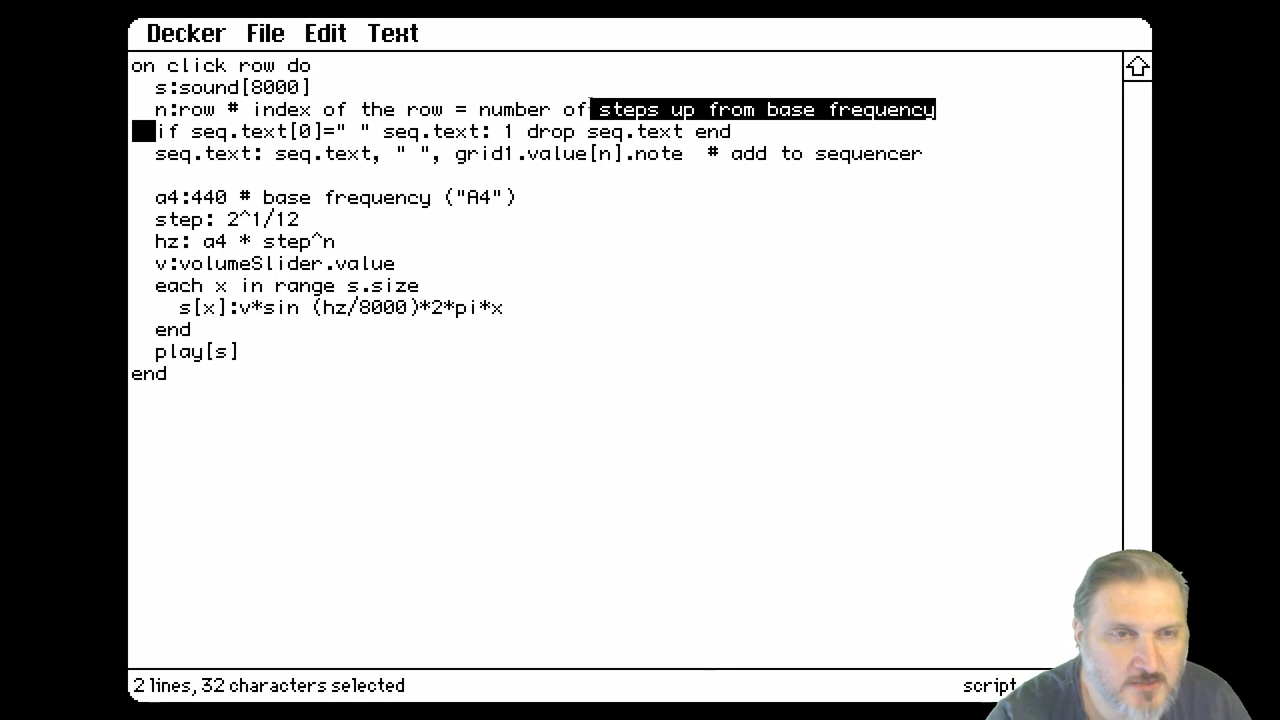 Decker File Edit Text
on click row do
s:sound[8000]
n:row # index of the row = number of steps up from base frequency
if seq.text[0]=" " seq.text: 1 drop seq.text end
seq.text: seq.text, " ", grid1.value[n].note # add to sequencer
a4:440 # base frequency ("A4")
step: 2^1/12
hz: a4 * step^n
v:volumeSlider.value
each x in range s.size
s[x]:v*sin (hz/8000)*2*pi*x
end
play[s]
end
2 lines, 32 characters selected
script